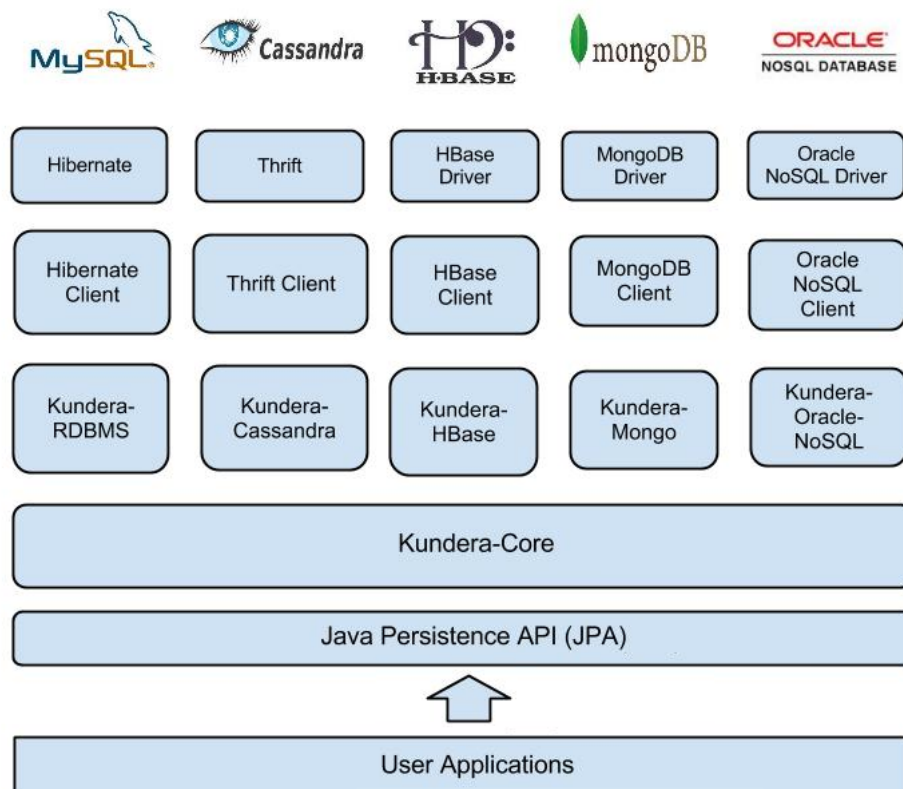 MySQL®
Cassandra
HBASE
mongoDB
ORACLE®
NOSQL DATABASE
Hibernate
Thrift
HBase
Driver
MongoDB
Driver
Oracle
NoSQL Driver
Hibernate
Client
Thrift Client
HBase
Client
MongoDB
Client
Oracle
NoSQL
Client
Kundera-
RDBMS
Kundera-
Cassandra
Kundera-
HBase
Kundera-
Mongo
Kundera-
Oracle-
NoSQL
Kundera-Core
Java Persistence API (JPA)
User Applications